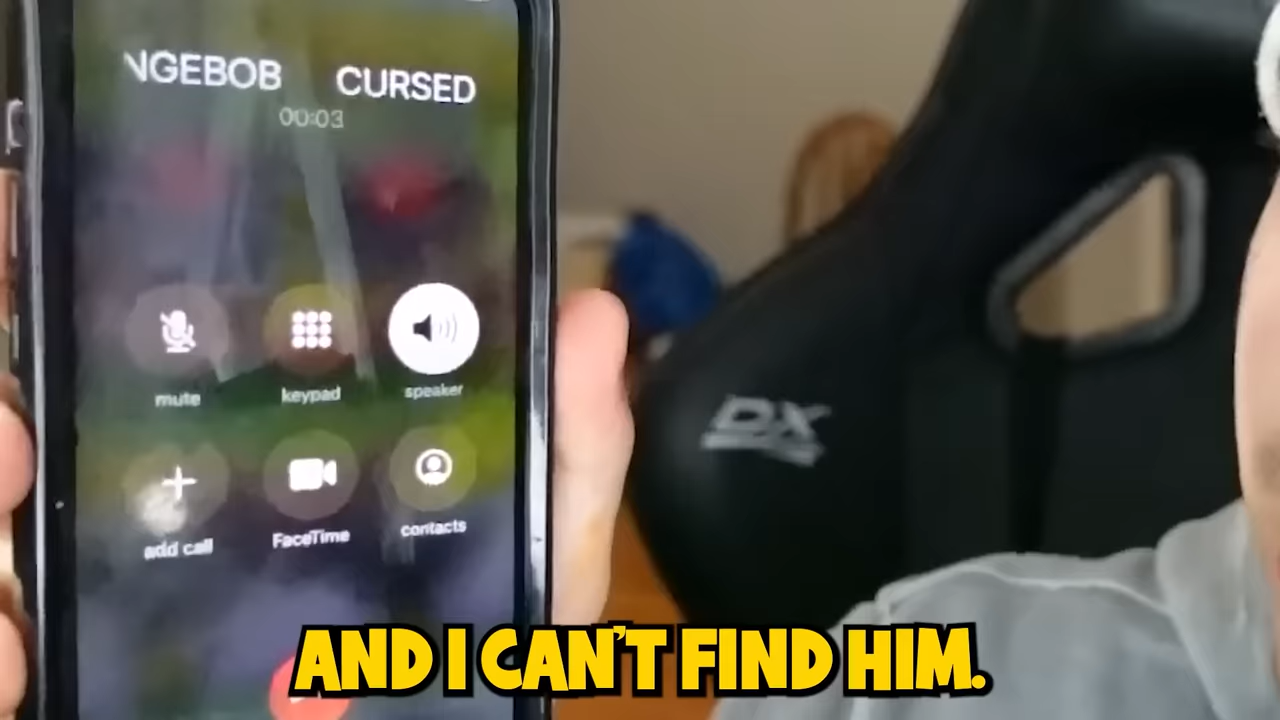 NGEBOB CURSED
00:03
mute keypad speaker
add call FaceTime contacts
DX
AND I CAN'T FIND HIM.